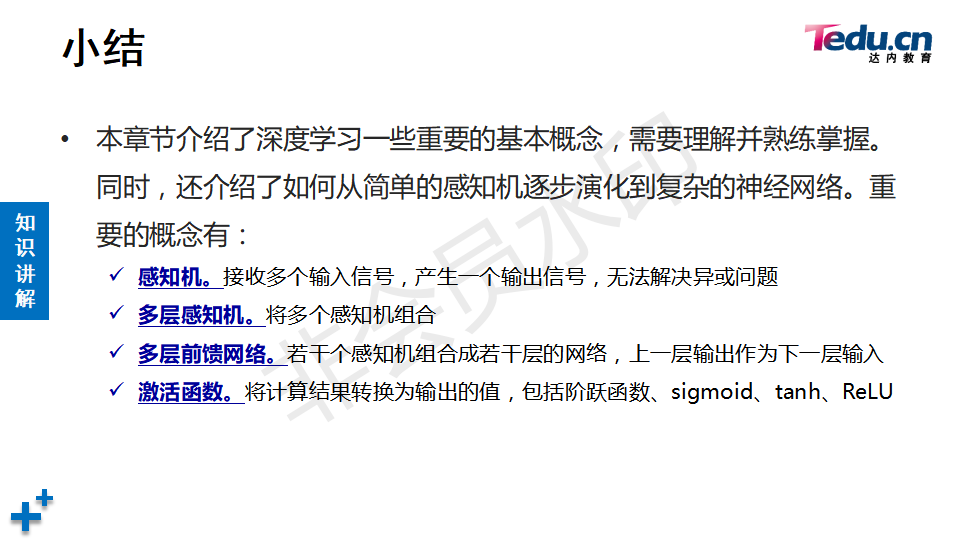 小结
Tedu.cn
达内教育
• 本章节介绍了深度学习一些重要的基本概念，需要理解并熟练掌握。
同时，还介绍了如何从简单的感知机逐步演化到复杂的神经网络。重
要的概念有：
知识讲解
✓ 感知机。接收多个输入信号，产生一个输出信号，无法解决异或问题
✓ 多层感知机。将多个感知机组合
✓ 多层前馈网络。若干个感知机组合成若干层的网络，上一层输出作为下一层输入
✓ 激活函数。将计算结果转换为输出的值，包括阶跃函数、sigmoid、tanh、ReLU
非会员水印